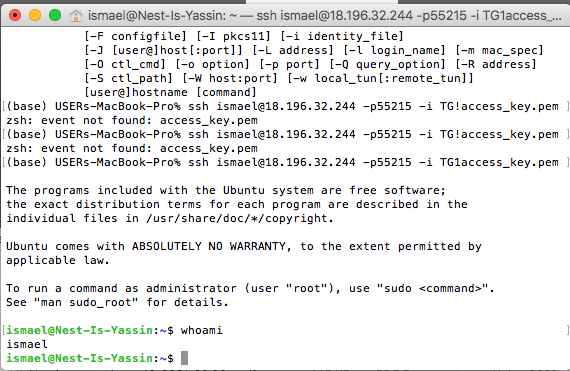 ismael@Nest-Is-Yassin: ~ — ssh ismael@18.196.32.244 -p55215 -i TG1access_...
[-F configfile] [-I pkcs11] [-i identity_file]
[-J [user@]host[:port]] [-L address] [-l login_name] [-m mac_spec]
[-O ctl_cmd] [-o option] [-p port] [-Q query_option] [-R address]
[-S ctl_path] [-W host:port] [-w local_tun[:remote_tun]]
[user@]hostname [command]
[(base) USERs-MacBook-Pro% ssh ismael@18.196.32.244 -p55215 -i TG!access_key.pem ]
zsh: event not found: access_key.pem
[(base) USERs-MacBook-Pro% ssh ismael@18.196.32.244 -p55215 -i TG!access_key.pem ]
zsh: event not found: access_key.pem
[(base) USERs-MacBook-Pro% ssh ismael@18.196.32.244 -p55215 -i TG1access_key.pem ]
The programs included with the Ubuntu system are free software;
the exact distribution terms for each program are described in the
individual files in /usr/share/doc/*/copyright.
Ubuntu comes with ABSOLUTELY NO WARRANTY, to the extent permitted by
applicable law.
To run a command as administrator (user "root"), use "sudo <command>".
See "man sudo_root" for details.
[ismael@Nest-Is-Yassin:~$ whoami ]
ismael
ismael@Nest-Is-Yassin:~$